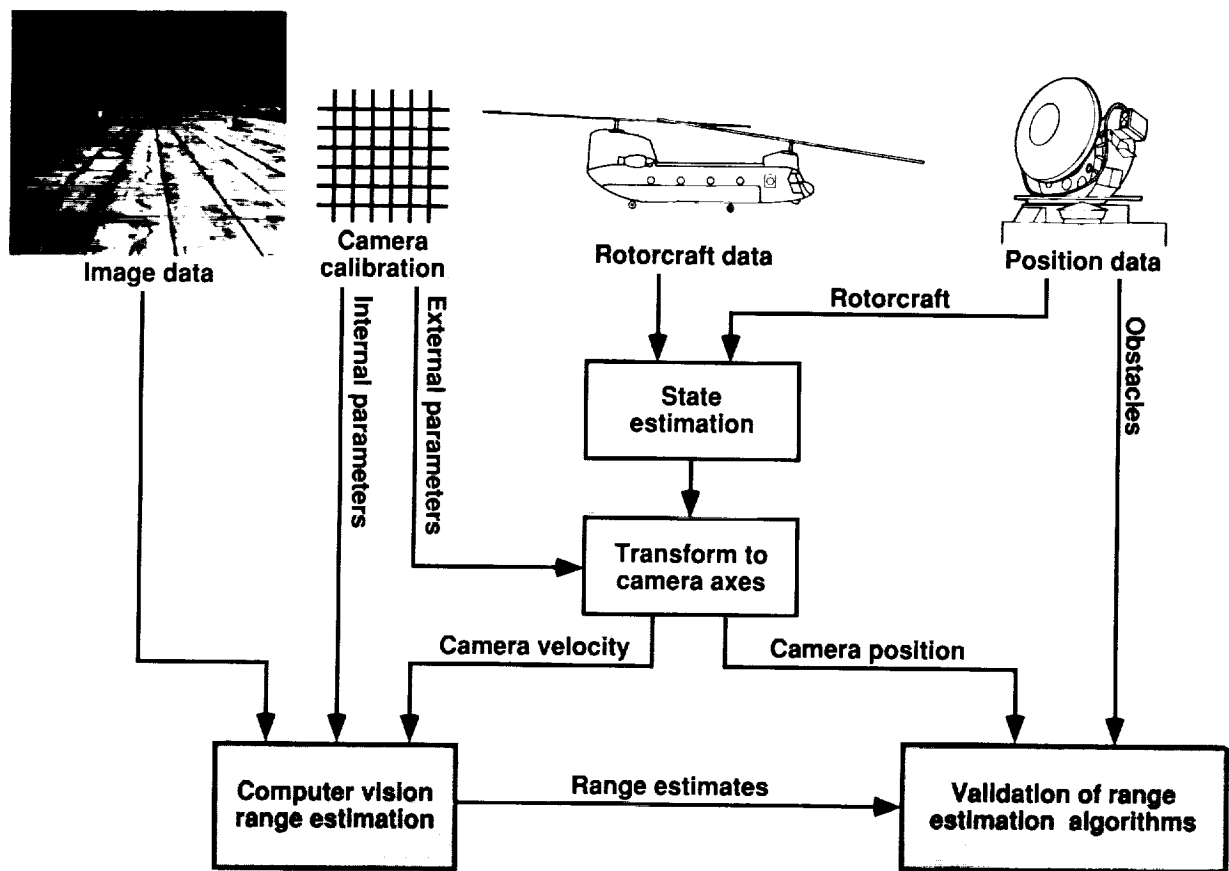 Image data
Camera
calibration
Rotorcraft data
Position data
Internal parameters
External parameters
Rotorcraft
Obstacles
State
estimation
Transform to
camera axes
Camera velocity
Camera position
Computer vision
range estimation
Range estimates
Validation of range
estimation algorithms